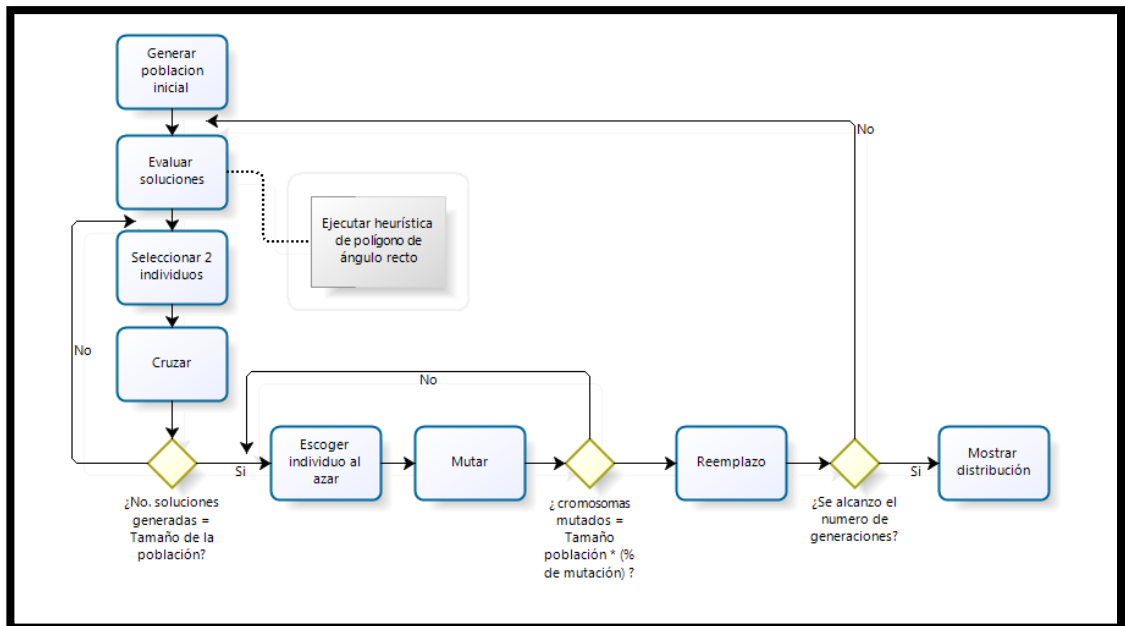 Generar
poblacion
inicial
No
Evaluar
soluciones
Ejecutar heurística
de polígono de
ángulo recto
Seleccionar 2
individuos
No
Cruzar
No
Si
Escoger
individuo al
azar
Mutar
Reemplazo
Si
Mostrar
distribución
¿No. soluciones
generadas =
Tamaño de la
población?
¿ cromosomas
mutados =
Tamaño
población * (%
de mutación) ?
¿Se alcanzo el
numero de
generaciones?